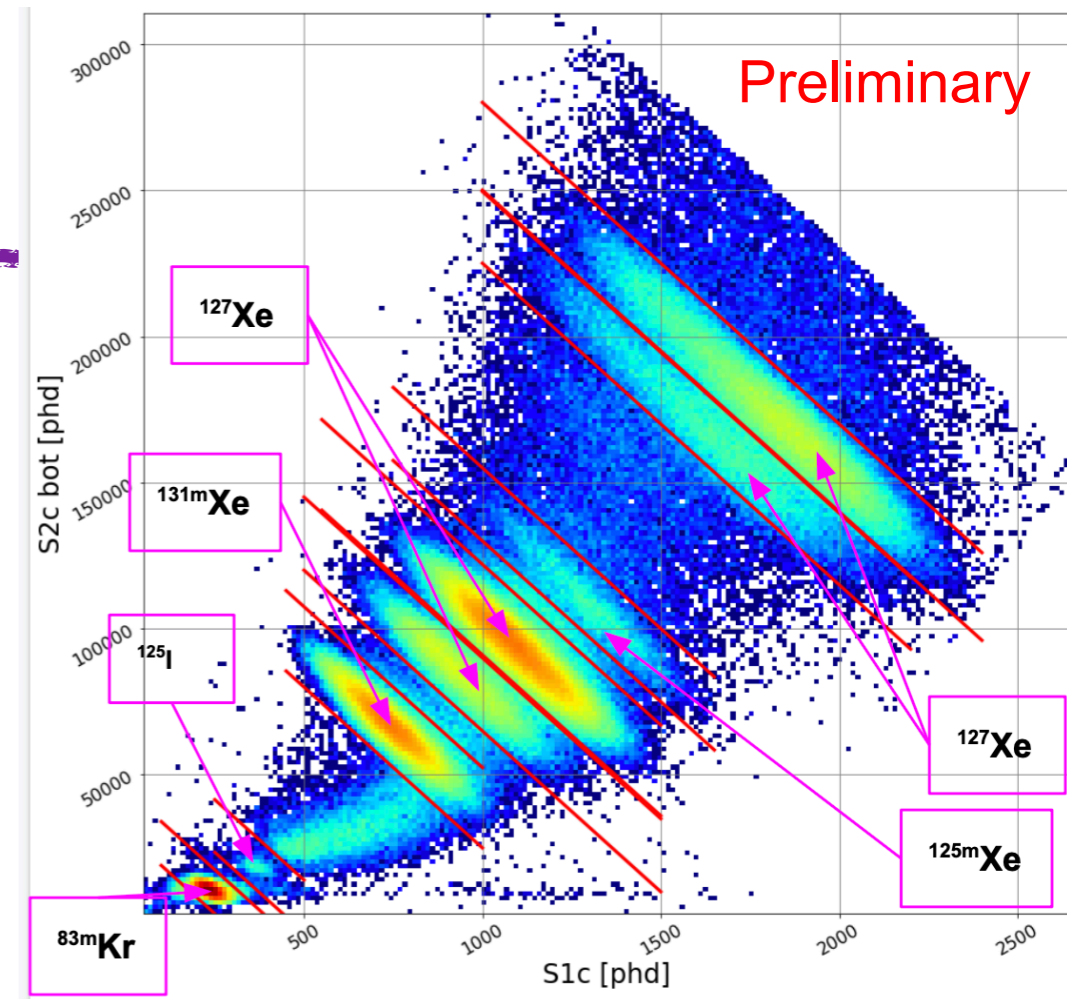 Preliminary
300000
250000
200000
150000
100000
50000
S2c bot [phd]
127Xe
131mXe
125I
83mKr
127Xe
125mXe
500
1000
1500
2000
2500
S1c [phd]